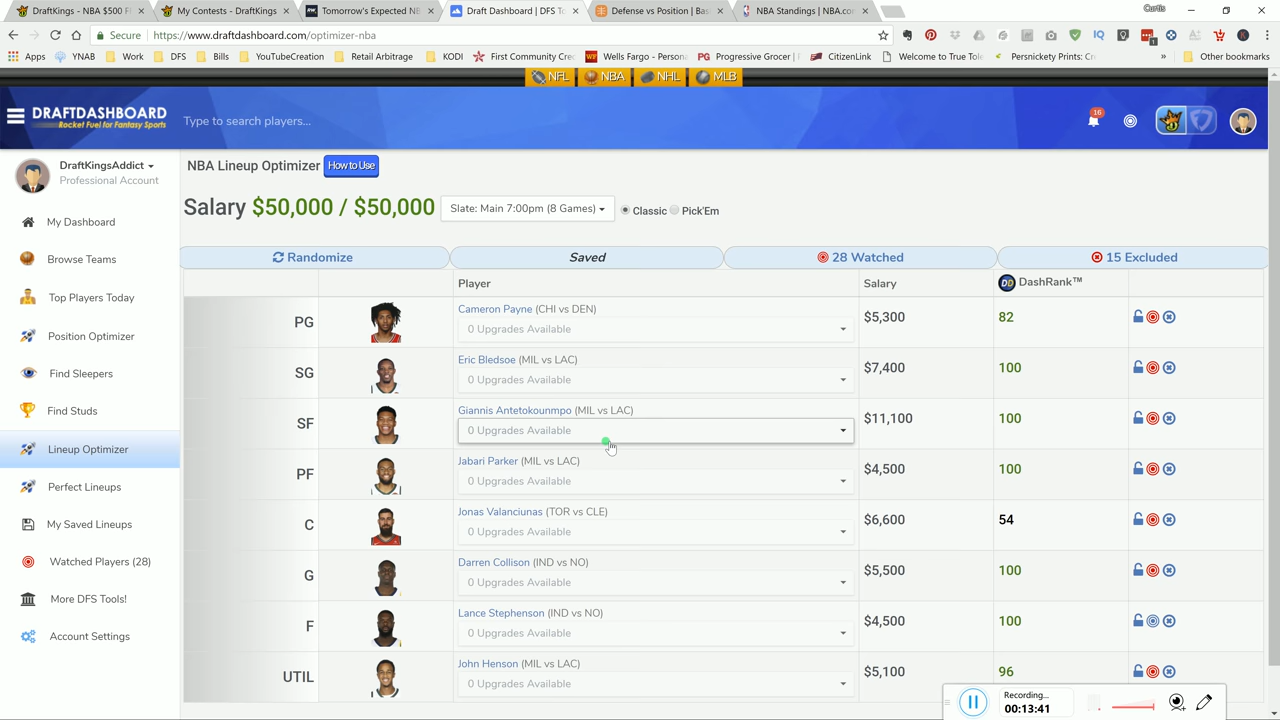 DraftKings - NBA $500 F
My Contests - DraftKings
Tomorrow's Expected NB
Draft Dashboard | DFS T
Defense vs Position | Bas
NBA Standings | NBA.co
Curtis
Secure
https://www.draftdashboard.com/optimizer-nba
Apps
YNAB
Work
DFS
Bills
YouTubeCreation
Retail Arbitrage
KODI
First Community Cre
Wells Fargo - Persona
Progressive Grocer |
CitizenLink
Welcome to True Tole
Persnickety Prints: Cr
Other bookmarks
NFL
NBA
NHL
MLB
DRAFTDASHBOARD
Rocket Fuel for Fantasy Sports
Type to search players...
16
DraftKingsAddict
Professional Account
My Dashboard
Browse Teams
Top Players Today
Position Optimizer
Find Sleepers
Find Studs
Lineup Optimizer
Perfect Lineups
My Saved Lineups
Watched Players (28)
More DFS Tools!
Account Settings
NBA Lineup Optimizer How to Use
Salary $50,000 / $50,000 Slate: Main 7:00pm (8 Games) Classic Pick'Em
Randomize Saved 28 Watched 15 Excluded
Player Salary DD DashRank™
PG Cameron Payne (CHI vs DEN) $5,300 82
0 Upgrades Available
SG Eric Bledsoe (MIL vs LAC) $7,400 100
0 Upgrades Available
SF Giannis Antetokounmpo (MIL vs LAC) $11,100 100
0 Upgrades Available
PF Jabari Parker (MIL vs LAC) $4,500 100
0 Upgrades Available
C Jonas Valanciunas (TOR vs CLE) $6,600 54
0 Upgrades Available
G Darren Collison (IND vs NO) $5,500 100
0 Upgrades Available
F Lance Stephenson (IND vs NO) $4,500 100
0 Upgrades Available
UTIL John Henson (MIL vs LAC) $5,100 96
0 Upgrades Available
Recording...
00:13:41